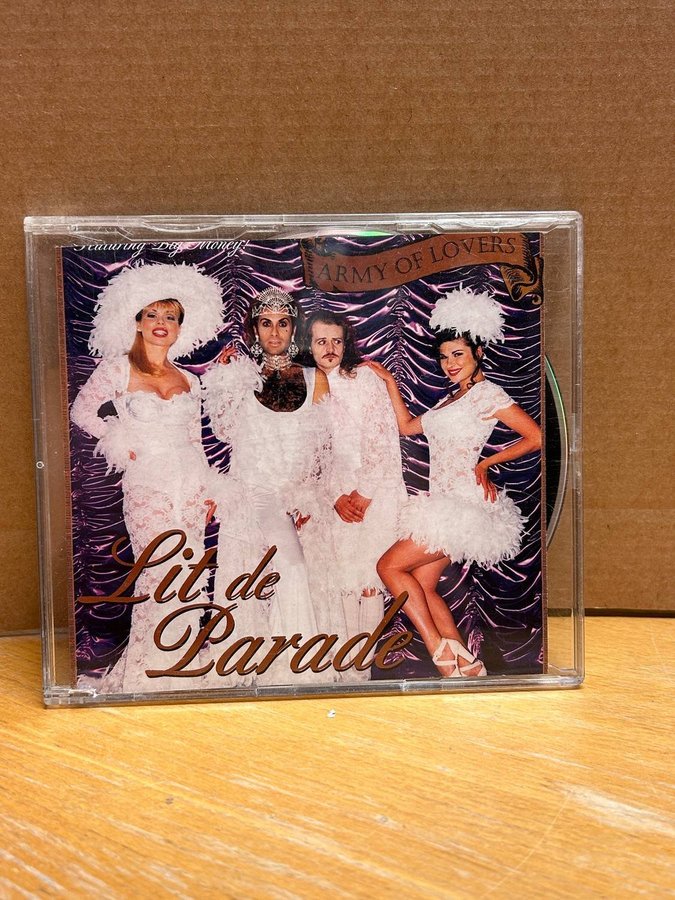 Featuring Big Money!
ARMY OF LOVERS
Lit de
Parade